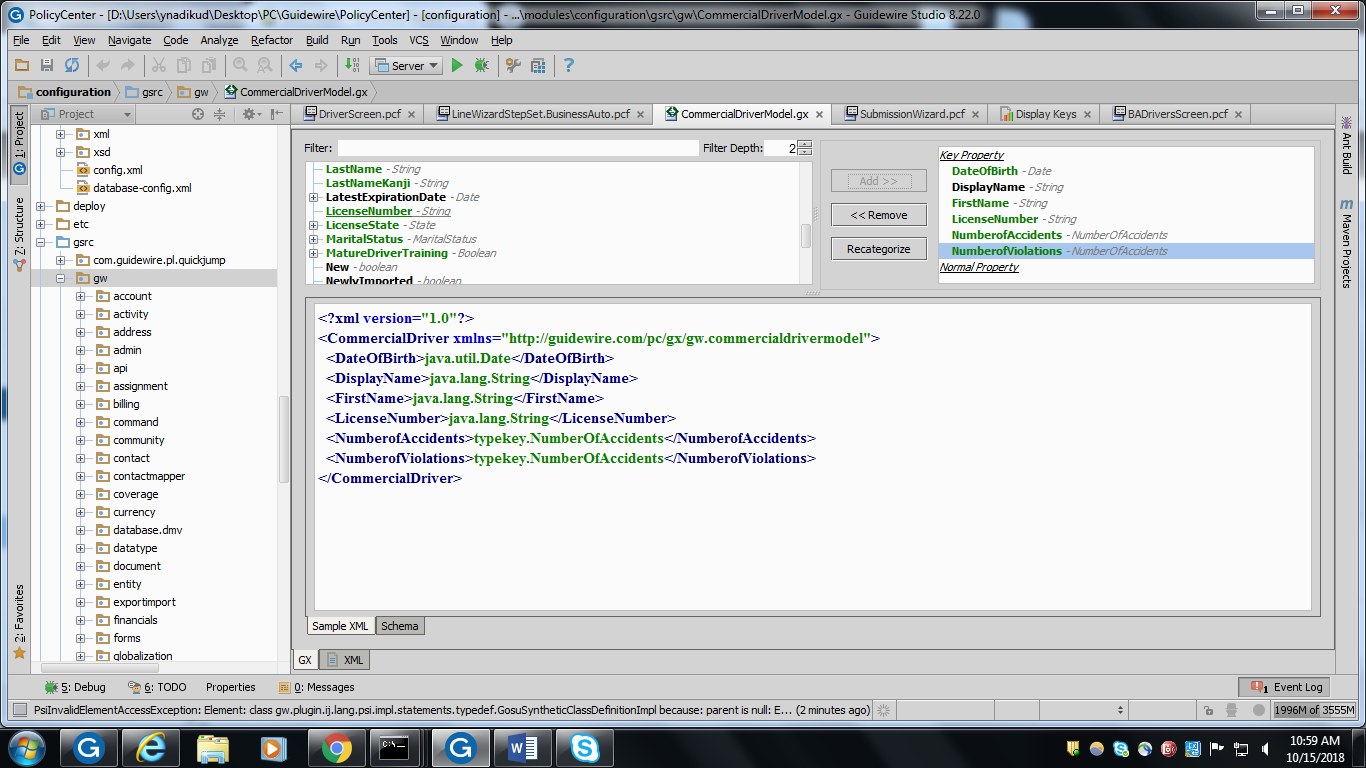 PolicyCenter - [D:\Users\ynadikud\Desktop\PC\Guidewire\PolicyCenter] - [configuration] - ...\modules\configuration\gsrc\gw\CommercialDriverModel.gx - Guidewire Studio 8.22.0
File Edit View Navigate Code Analyze Refactor Build Run Tools VCS Window Help
Server
configuration gsrc gw CommercialDriverModel.gx
Project
DriverScreen.pcf LineWizardStepSet.BusinessAuto.pcf CommercialDriverModel.gx SubmissionWizard.pcf Display Keys BADriversScreen.pcf
1: Project
Z: Structure
2: Favorites
xml
xsd
config.xml
database-config.xml
deploy
etc
gsrc
com.guidewire.pl.quickjump
gw
account
activity
address
admin
api
assignment
billing
command
community
contact
contactmapper
coverage
currency
database.dmv
datatype
document
entity
exportimport
financials
forms
globalization
Filter: Filter Depth: 2
LastName - String
LastNameKanji - String
LatestExpirationDate - Date
LicenseNumber - String
LicenseState - State
MaritalStatus - MaritalStatus
MatureDriverTraining - Boolean
New - boolean
NewlyImported - boolean
Add >>
<< Remove
Recategorize
Key Property
DateOfBirth - Date
DisplayName - String
FirstName - String
LicenseNumber - String
NumberofAccidents - NumberOfAccidents
NumberofViolations - NumberOfAccidents
Normal Property
<?xml version="1.0"?>
<CommercialDriver xmlns="http://guidewire.com/pc/gx/gw.commercialdrivermodel">
<DateOfBirth>java.util.Date</DateOfBirth>
<DisplayName>java.lang.String</DisplayName>
<FirstName>java.lang.String</FirstName>
<LicenseNumber>java.lang.String</LicenseNumber>
<NumberofAccidents>typekey.NumberOfAccidents</NumberofAccidents>
<NumberofViolations>typekey.NumberOfAccidents</NumberofViolations>
</CommercialDriver>
Sample XML Schema
GX XML
Ant Build
Maven Projects
5: Debug 6: TODO Properties 0: Messages 1 Event Log
PsiInvalidElementAccessException: Element: class gw.plugin.ij.lang.psi.impl.statements.typedef.GosuSyntheticClassDefinitionImpl because: parent is null: E... (2 minutes ago) 1996M of 3555M
10:59 AM
10/15/2018